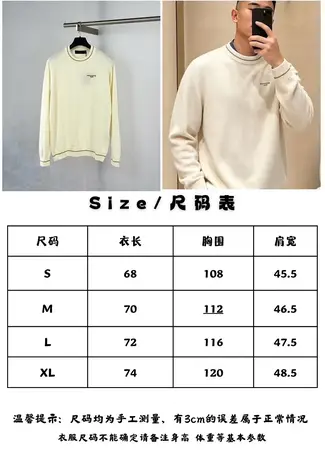 Size/尺码表
尺码 衣长 胸围 肩宽
S 68 108 45.5
M 70 112 46.5
L 72 116 47.5
XL 74 120 48.5
温馨提示：尺码均为手工测量、有3cm的误差属于正常情况
衣服尺码不能确定请备注身高 体重等基本参数